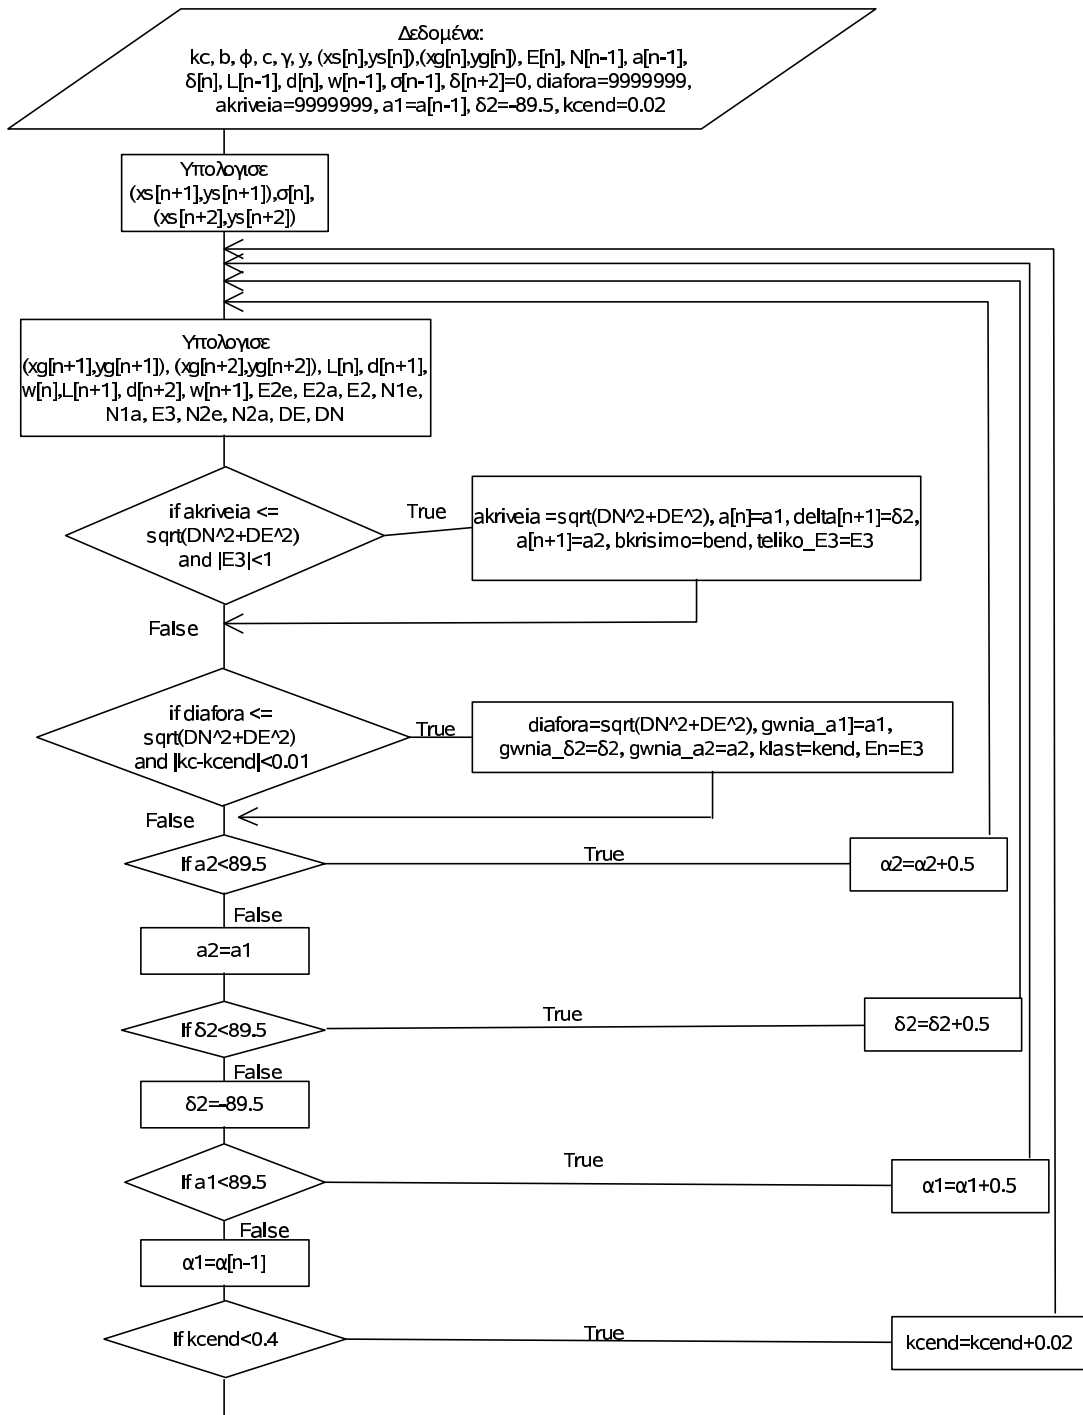 Δεδομένα:
kc, b, ϕ, c, γ, y, (xs[n],ys[n]),(xg[n],yg[n]), E[n], N[n-1], a[n-1],
δ[n], L[n-1], d[n], w[n-1], σ[n-1], δ[n+2]=0, diafora=9999999,
akriveia=9999999, a1=a[n-1], δ2=-89.5, kcend=0.02
Υπολογισε
(xs[n+1],ys[n+1]),σ[n],
(xs[n+2],ys[n+2])
Υπολογισε
(xg[n+1],yg[n+1]), (xg[n+2],yg[n+2]), L[n], d[n+1],
w[n],L[n+1], d[n+2], w[n+1], E2e, E2a, E2, N1e,
N1a, E3, N2e, N2a, DE, DN
if akriveia <=
sqrt(DN^2+DE^2)
and |E3|<1
True
akriveia =sqrt(DN^2+DE^2), a[n]=a1, delta[n+1]=δ2,
a[n+1]=a2, bkrisimo=bend, teliko_E3=E3
False
if diafora <=
sqrt(DN^2+DE^2)
and |kc-kcend|<0.01
True
diafora=sqrt(DN^2+DE^2), gwnia_a1]=a1,
gwnia_δ2=δ2, gwnia_a2=a2, klast=kend, En=E3
False
If a2<89.5
True
α2=α2+0.5
False
a2=a1
If δ2<89.5
True
δ2=δ2+0.5
False
δ2=-89.5
If a1<89.5
True
α1=α1+0.5
False
α1=α[n-1]
If kcend<0.4
True
kcend=kcend+0.02